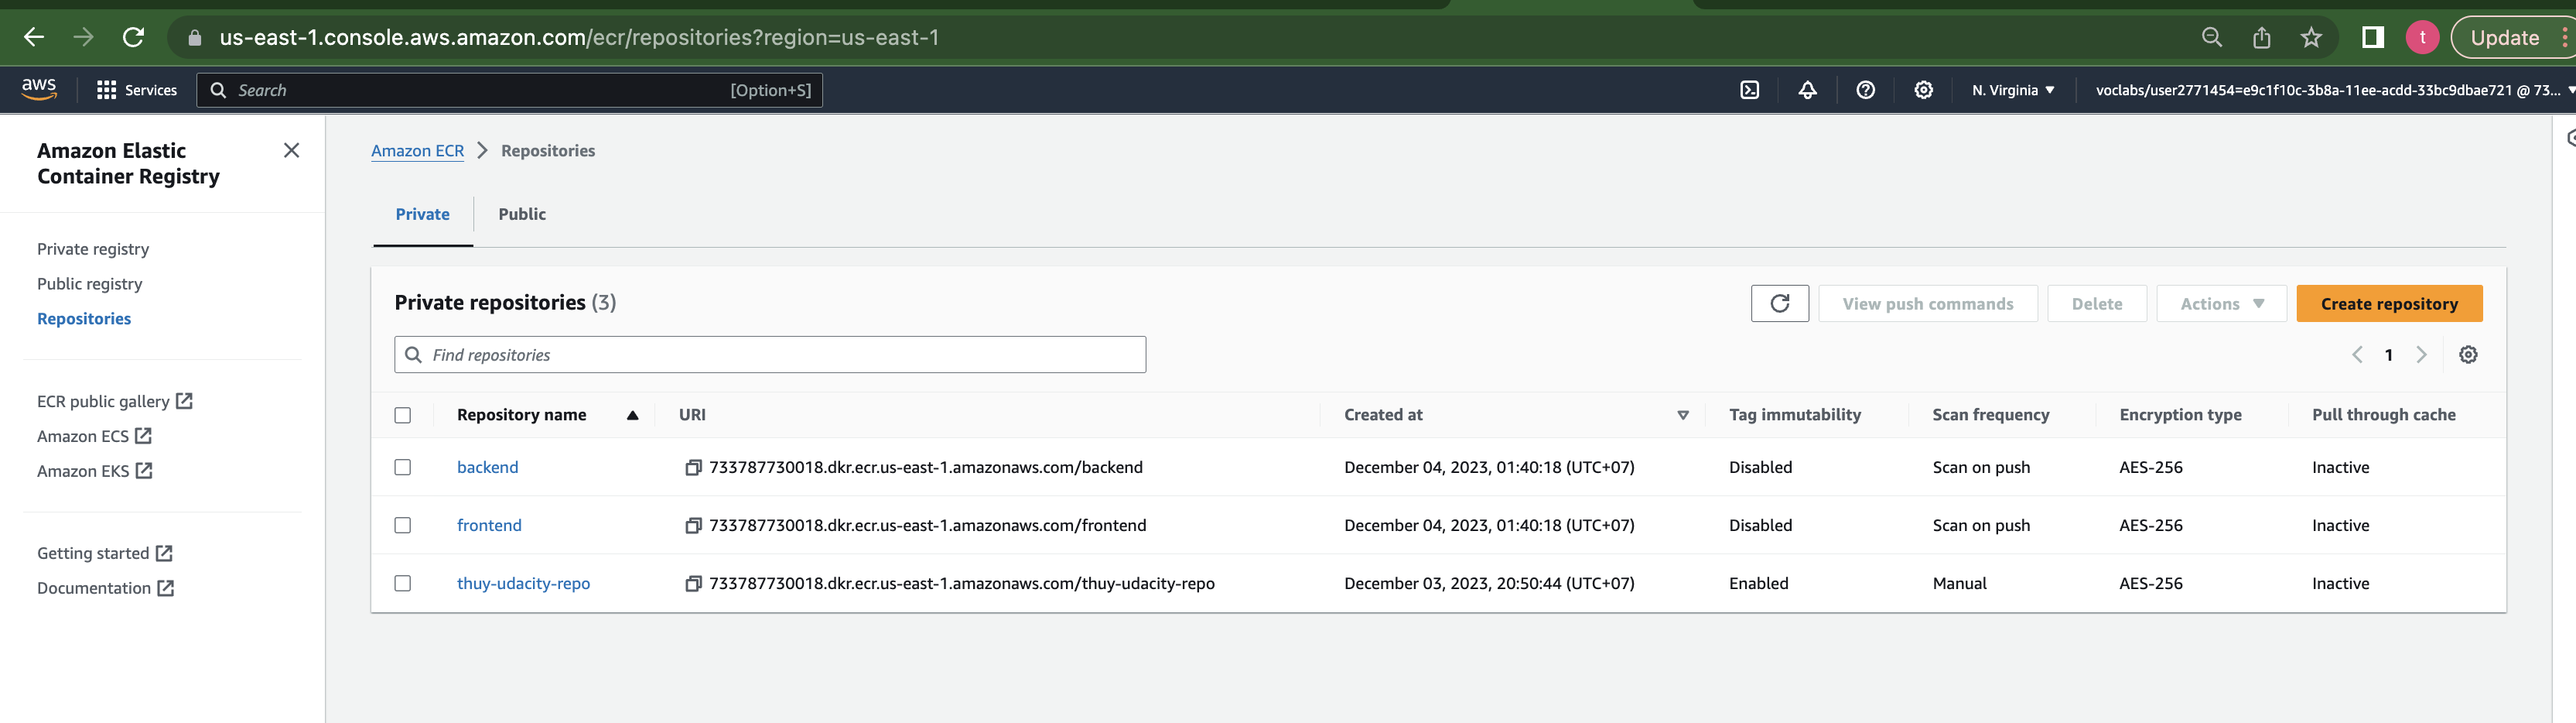 us-east-1.console.aws.amazon.com/ecr/repositories?region=us-east-1
t
Update
aws
Services
Search
[Option+S]
N. Virginia
voclabs/user2771454=e9c1f10c-3b8a-11ee-acdd-33bc9dbae721 @ 73...
Amazon Elastic
Container Registry
Private registry
Public registry
Repositories
ECR public gallery
Amazon ECS
Amazon EKS
Getting started
Documentation
Amazon ECR > Repositories
Private
Public
Private repositories (3)
View push commands
Delete
Actions
Create repository
Find repositories
1
Repository name URI Created at Tag immutability Scan frequency Encryption type Pull through cache
backend 733787730018.dkr.ecr.us-east-1.amazonaws.com/backend December 04, 2023, 01:40:18 (UTC+07) Disabled Scan on push AES-256 Inactive
frontend 733787730018.dkr.ecr.us-east-1.amazonaws.com/frontend December 04, 2023, 01:40:18 (UTC+07) Disabled Scan on push AES-256 Inactive
thuy-udacity-repo 733787730018.dkr.ecr.us-east-1.amazonaws.com/thuy-udacity-repo December 03, 2023, 20:50:44 (UTC+07) Enabled Manual AES-256 Inactive